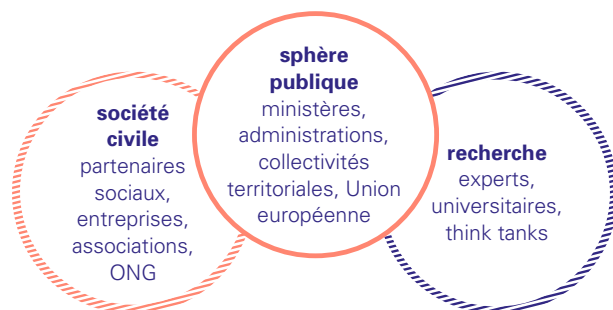 société
civile
partenaires
sociaux,
entreprises,
associations,
ONG
sphère
publique
ministères,
administrations,
collectivités
territoriales, Union
européenne
recherche
experts,
universitaires,
think tanks